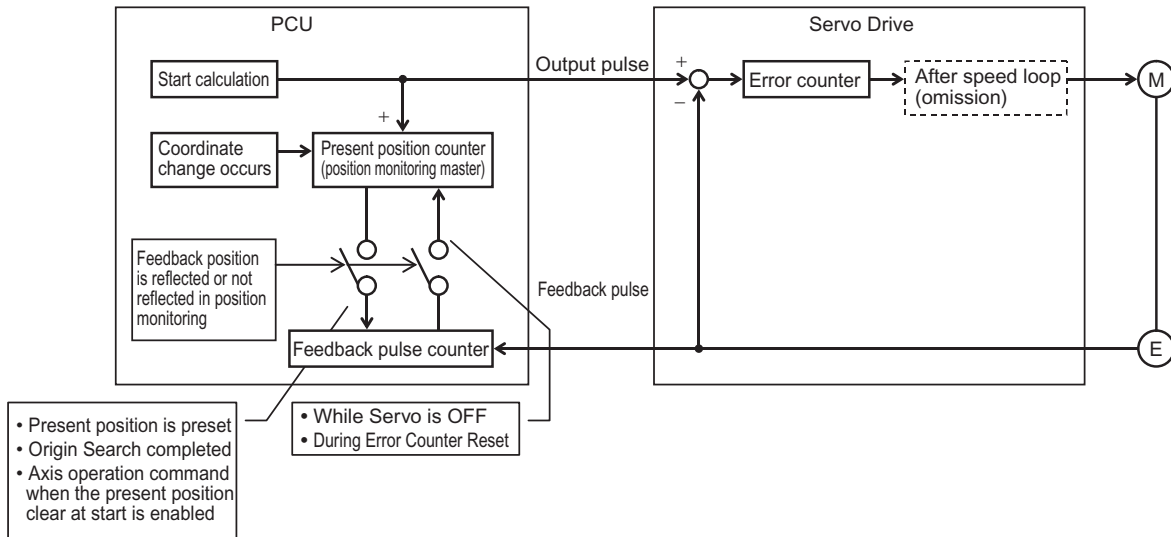 PCU
Servo Drive
Start calculation
Output pulse
+
−
Error counter
After speed loop
(omission)
M
+
Coordinate
change occurs
Present position counter
(position monitoring master)
Feedback position
is reflected or not
reflected in position
monitoring
Feedback pulse
Feedback pulse counter
E
• Present position is preset
• Origin Search completed
• Axis operation command
when the present position
clear at start is enabled
• While Servo is OFF
• During Error Counter Reset